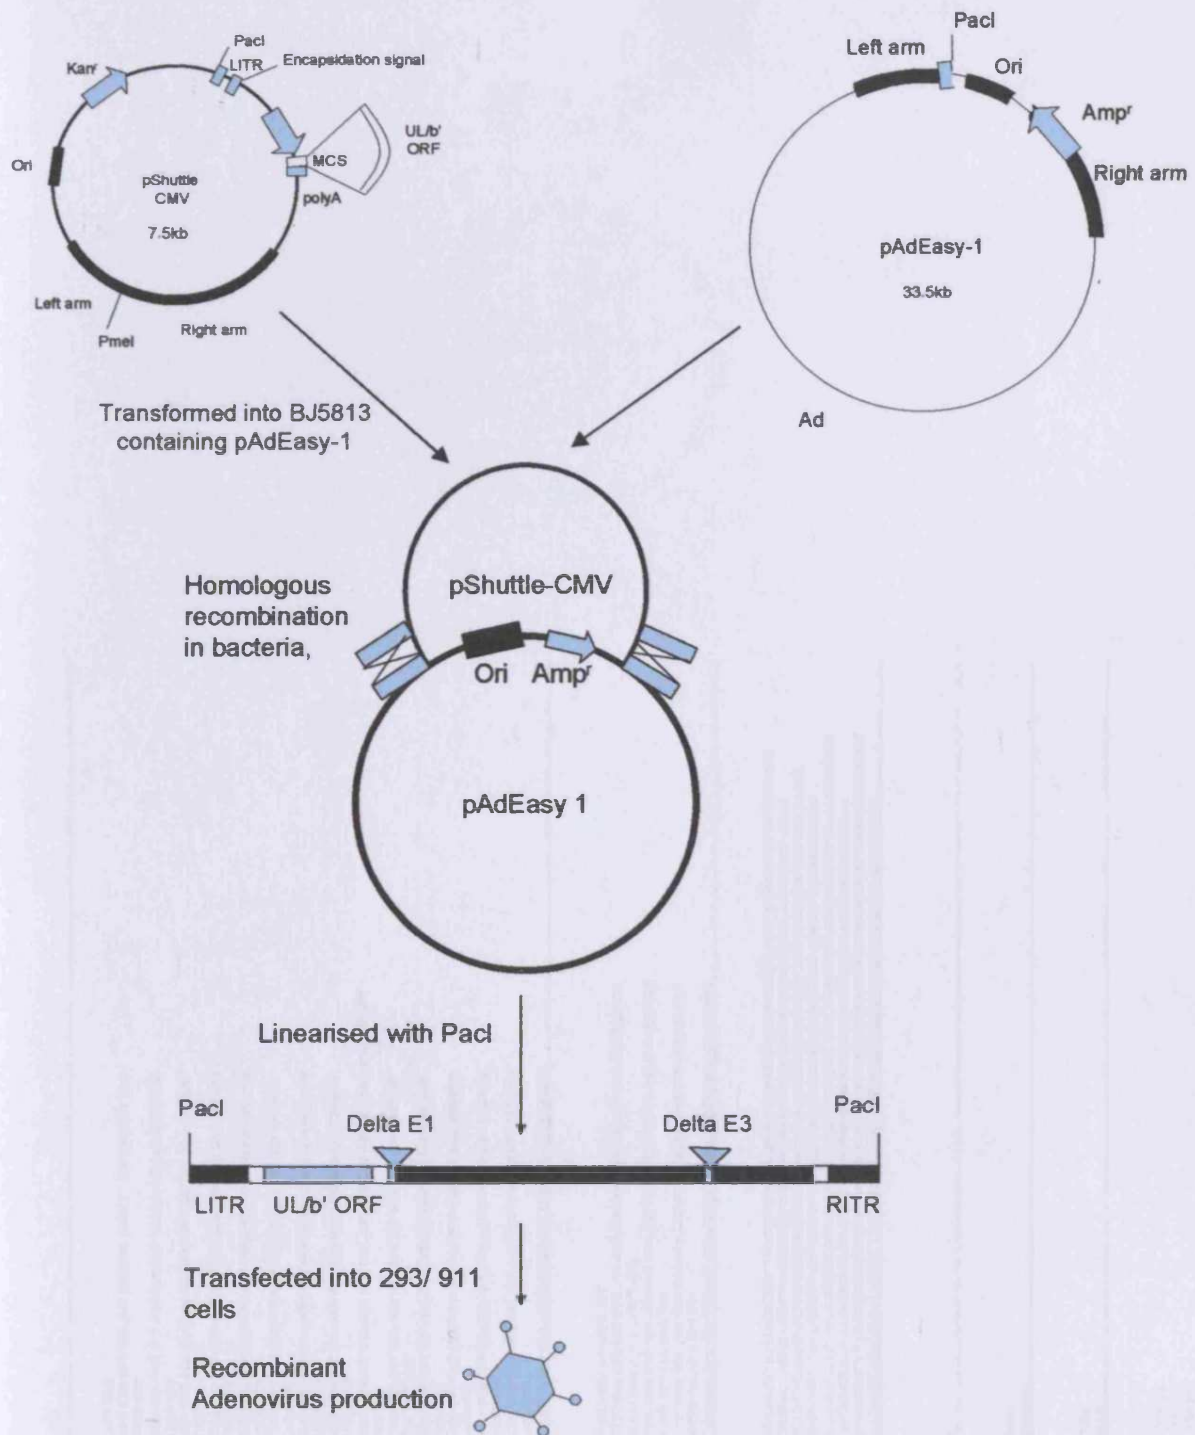 PacI
LITR
Encapsidation signal
Kanʳ
UL/b'
ORF
MCS
polyA
Ori
pShuttle
CMV
7.5kb
Left arm
PmeI
Right arm
PacI
Left arm
Ori
Ampʳ
Right arm
pAdEasy-1
33.5kb
Ad
Transformed into BJ5813
containing pAdEasy-1
Homologous
recombination
in bacteria,
pShuttle-CMV
Ori Ampʳ
pAdEasy 1
Linearised with PacI
PacI
Delta E1
Delta E3
PacI
LITR
UL/b' ORF
RITR
Transfected into 293/ 911
cells
Recombinant
Adenovirus production